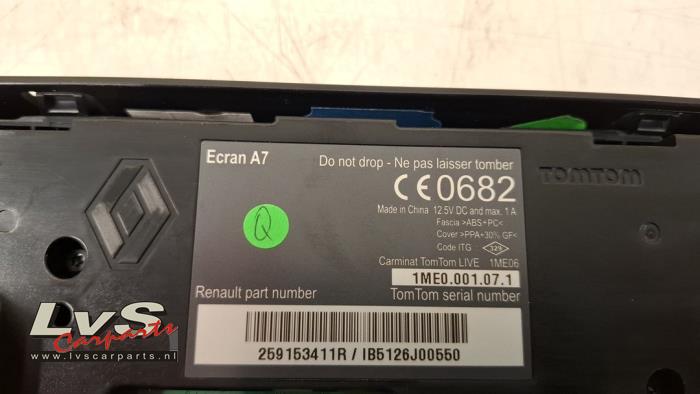 Ecran A7
Do not drop - Ne pas laisser tomber
CE0682
Made in China 12.5V DC and max. 1 A
Fascia >ABS+PC<
Cover >PPA+30% GF<
Code ITG
Carminat TomTom LIVE 1ME06
1ME0.001.07.1
Renault part number
TomTom serial number
259153411R / IB5126J00550
Q
TOMTOM
LvS
Carparts
www.lvscarparts.nl